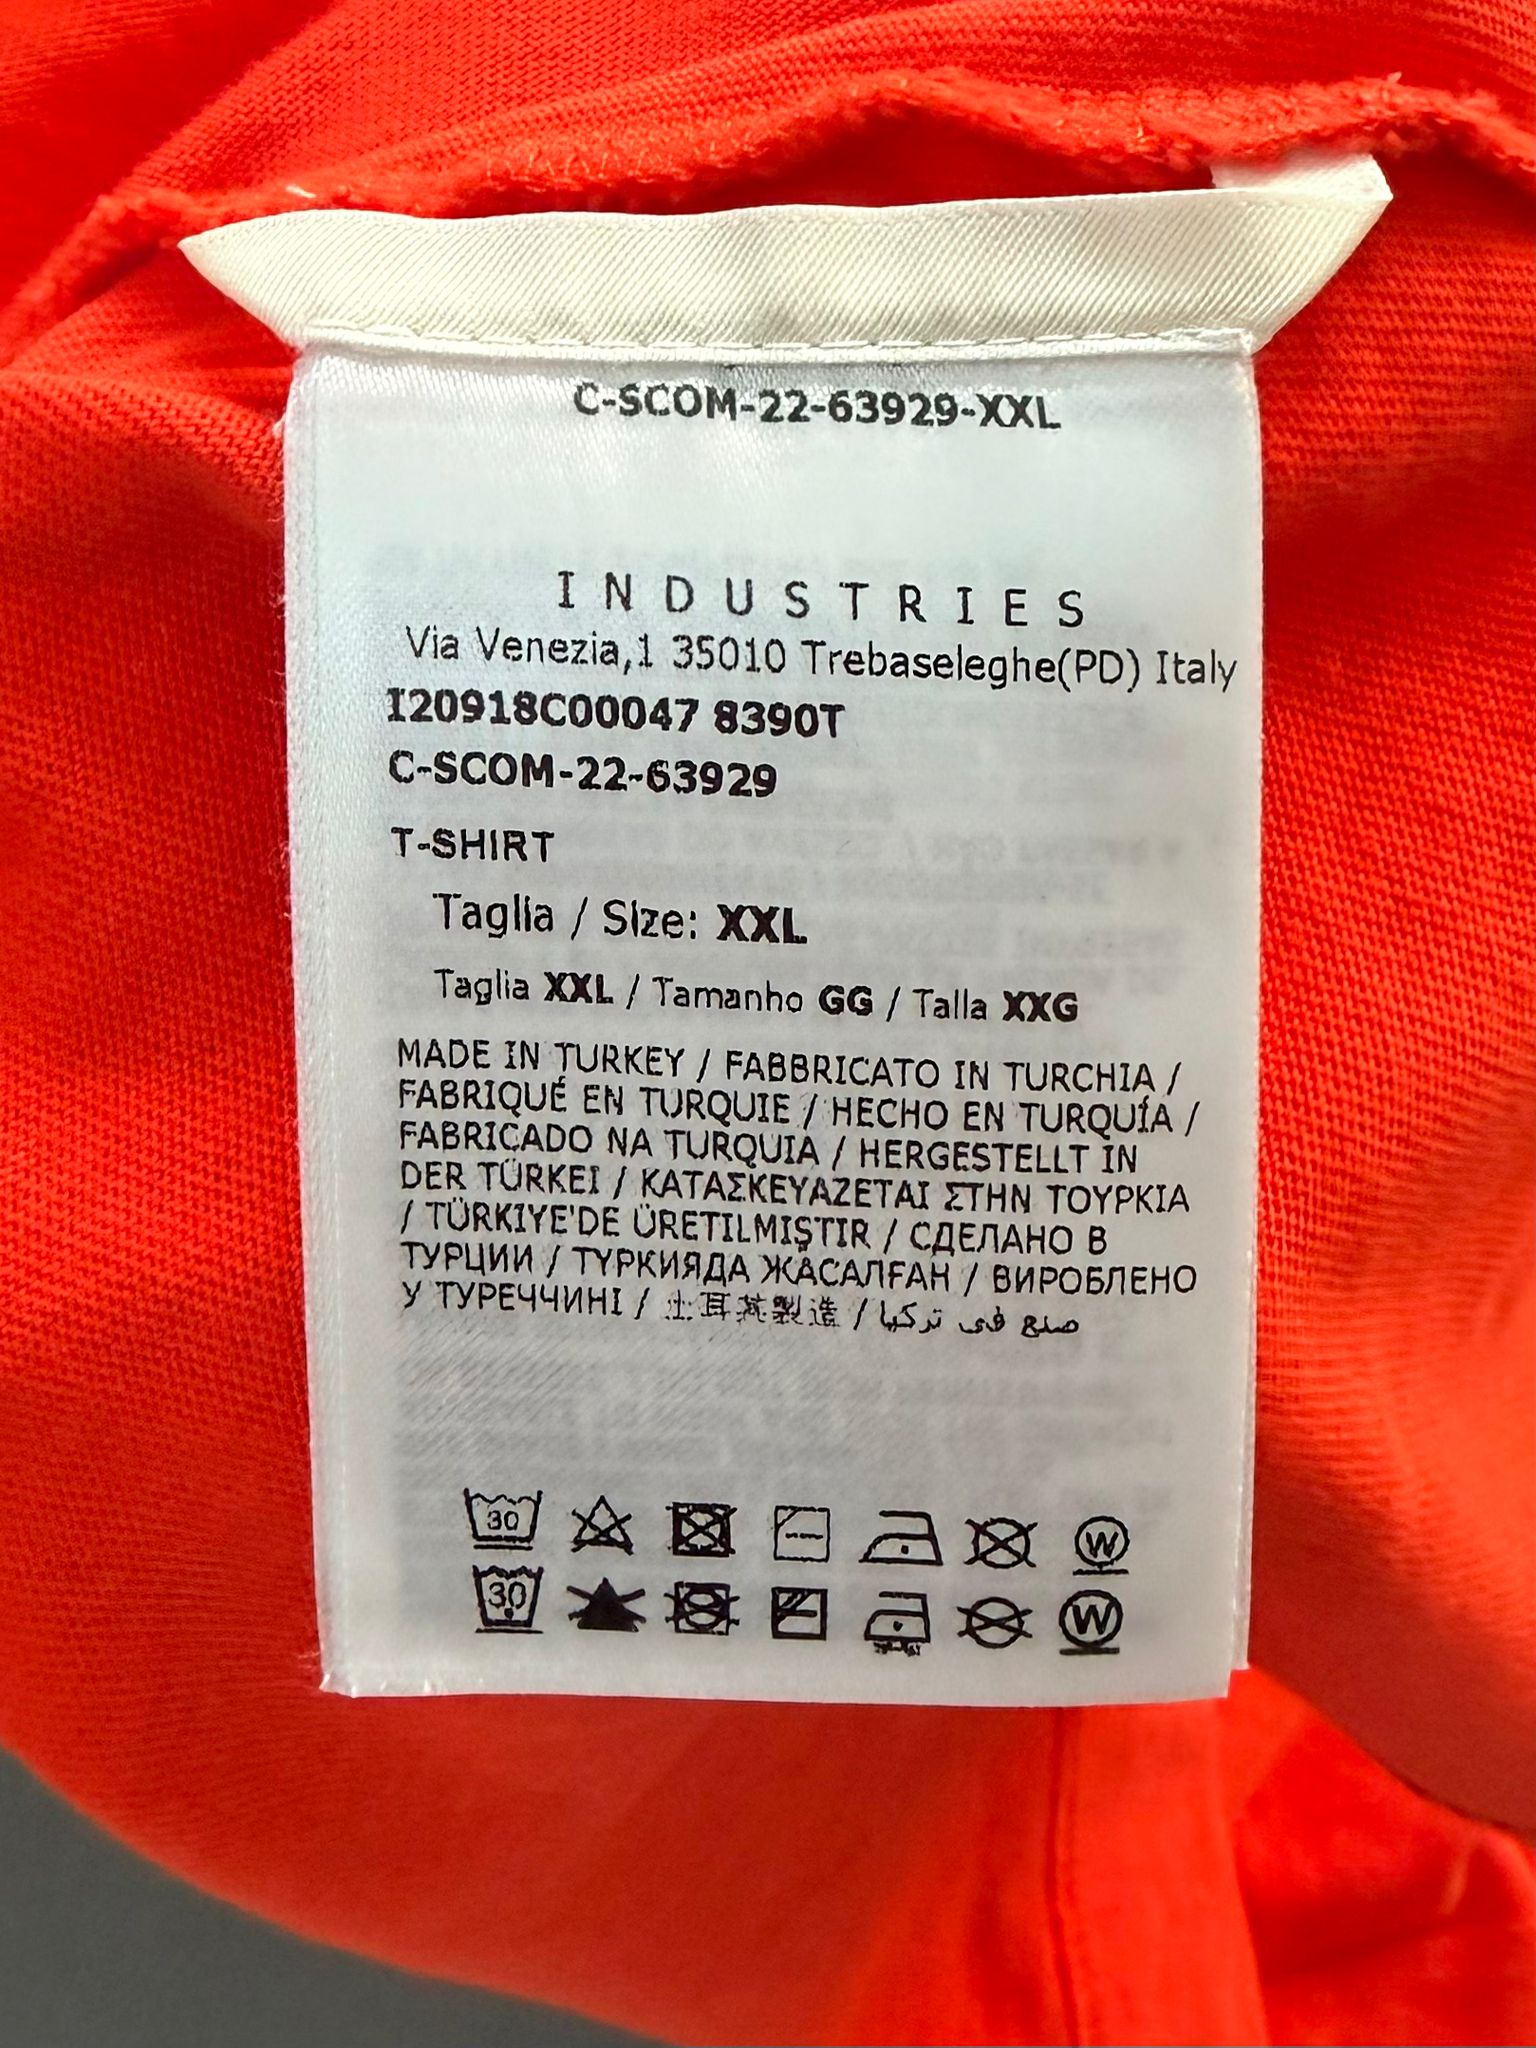 C-SCOM-22-63929-XXL
INDUSTRIES
Via Venezia,1 35010 Trebaseleghe(PD) Italy
I20918C00047 8390T
C-SCOM-22-63929
T-SHIRT
Taglia / Size: XXL
Taglia XXL / Tamanho GG / Talla XXG
MADE IN TURKEY / FABBRICATO IN TURCHIA /
FABRIQUÉ EN TURQUIE / HECHO EN TURQUÍA /
FABRICADO NA TURQUIA / HERGESTELLT IN
DER TÜRKEI / ΚΑΤΑΣΚΕΥΑΖΕΤΑΙ ΣΤΗΝ ΤΟΥΡΚΙΑ
/ TÜRKIYE'DE ÜRETILMIŞTIR / СДЕЛАНО В
ТУРЦИИ / ТҮРКИЯДА ЖАСАЛҒАН / ВИРОБЛЕНО
У ТУРЕЧЧИНІ / 土耳其製造 / صنع في تركيا
30 W
30 W